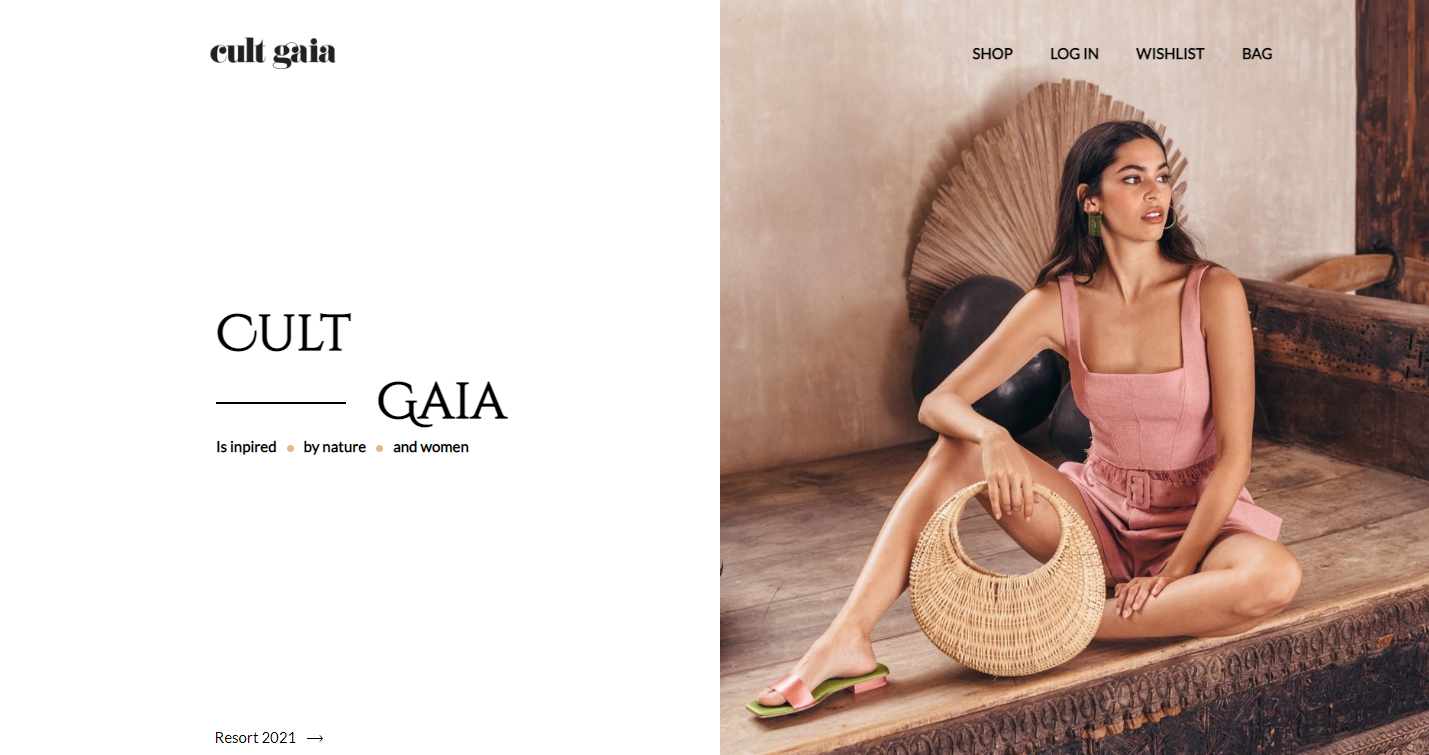 cult gaia
SHOP LOG IN WISHLIST BAG
CULT
GAIA
Is inpired • by nature • and women
Resort 2021 →